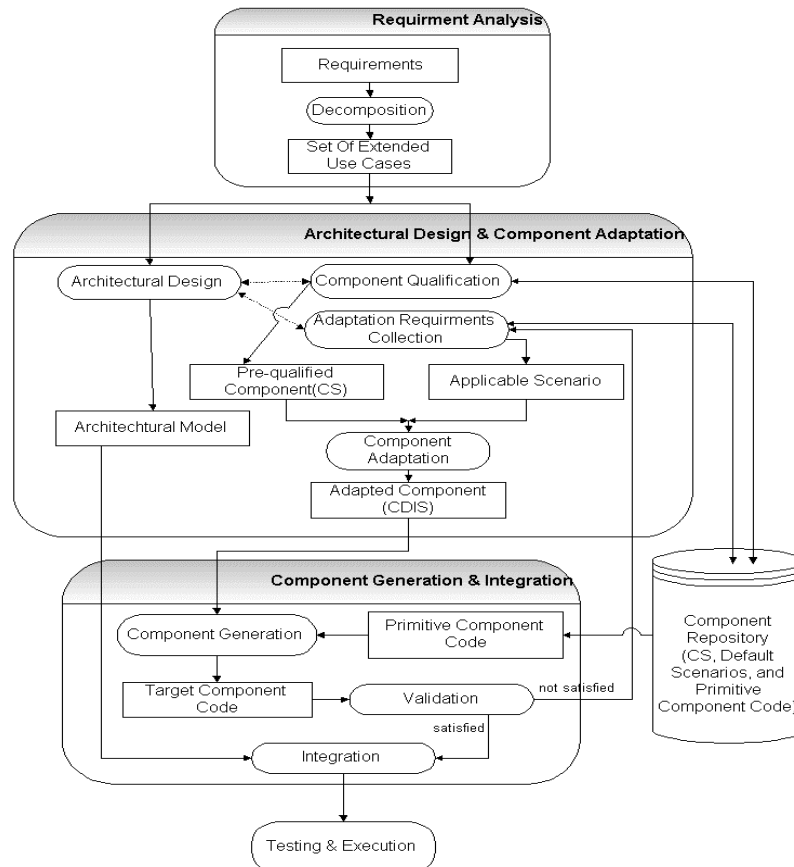 Requirment Analysis
Requirements
Decomposition
Set Of Extended
Use Cases
Architectural Design & Component Adaptation
Architectural Design
Component Qualification
Adaptation Requirments
Collection
Pre-qualified
Component(CS)
Applicable Scenario
Architechtural Model
Component
Adaptation
Adapted Component
(CDIS)
Component Generation & Integration
Component Generation
Primitive Component
Code
Component
Repository
(CS, Default
Scenarios, and
Primitive
Component Code)
Target Component
Code
Validation
not satisfied
satisfied
Integration
Testing & Execution